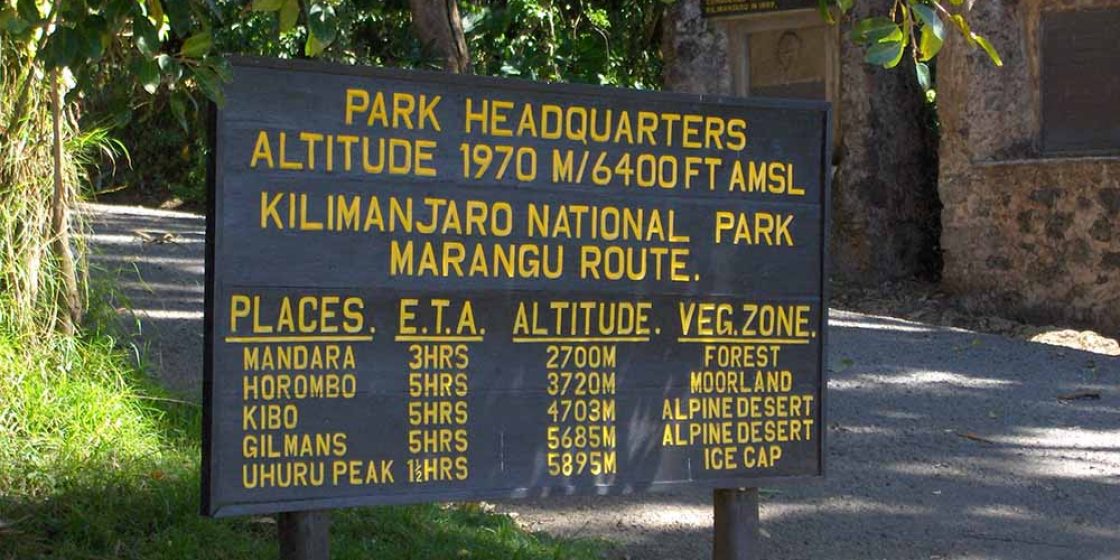 PARK HEADQUARTERS
ALTITUDE 1970 M/6400 FT AMSL
KILIMANJARO NATIONAL PARK
MARANGU ROUTE.
PLACES. E.T.A. ALTITUDE. VEG. ZONE.
MANDARA 3HRS 2700M FOREST
HOROMBO 5HRS 3720M MOORLAND
KIBO 5HRS 4703M ALPINE DESERT
GILMANS 5HRS 5685M ALPINE DESERT
UHURU PEAK 1½HRS 5895M ICE CAP